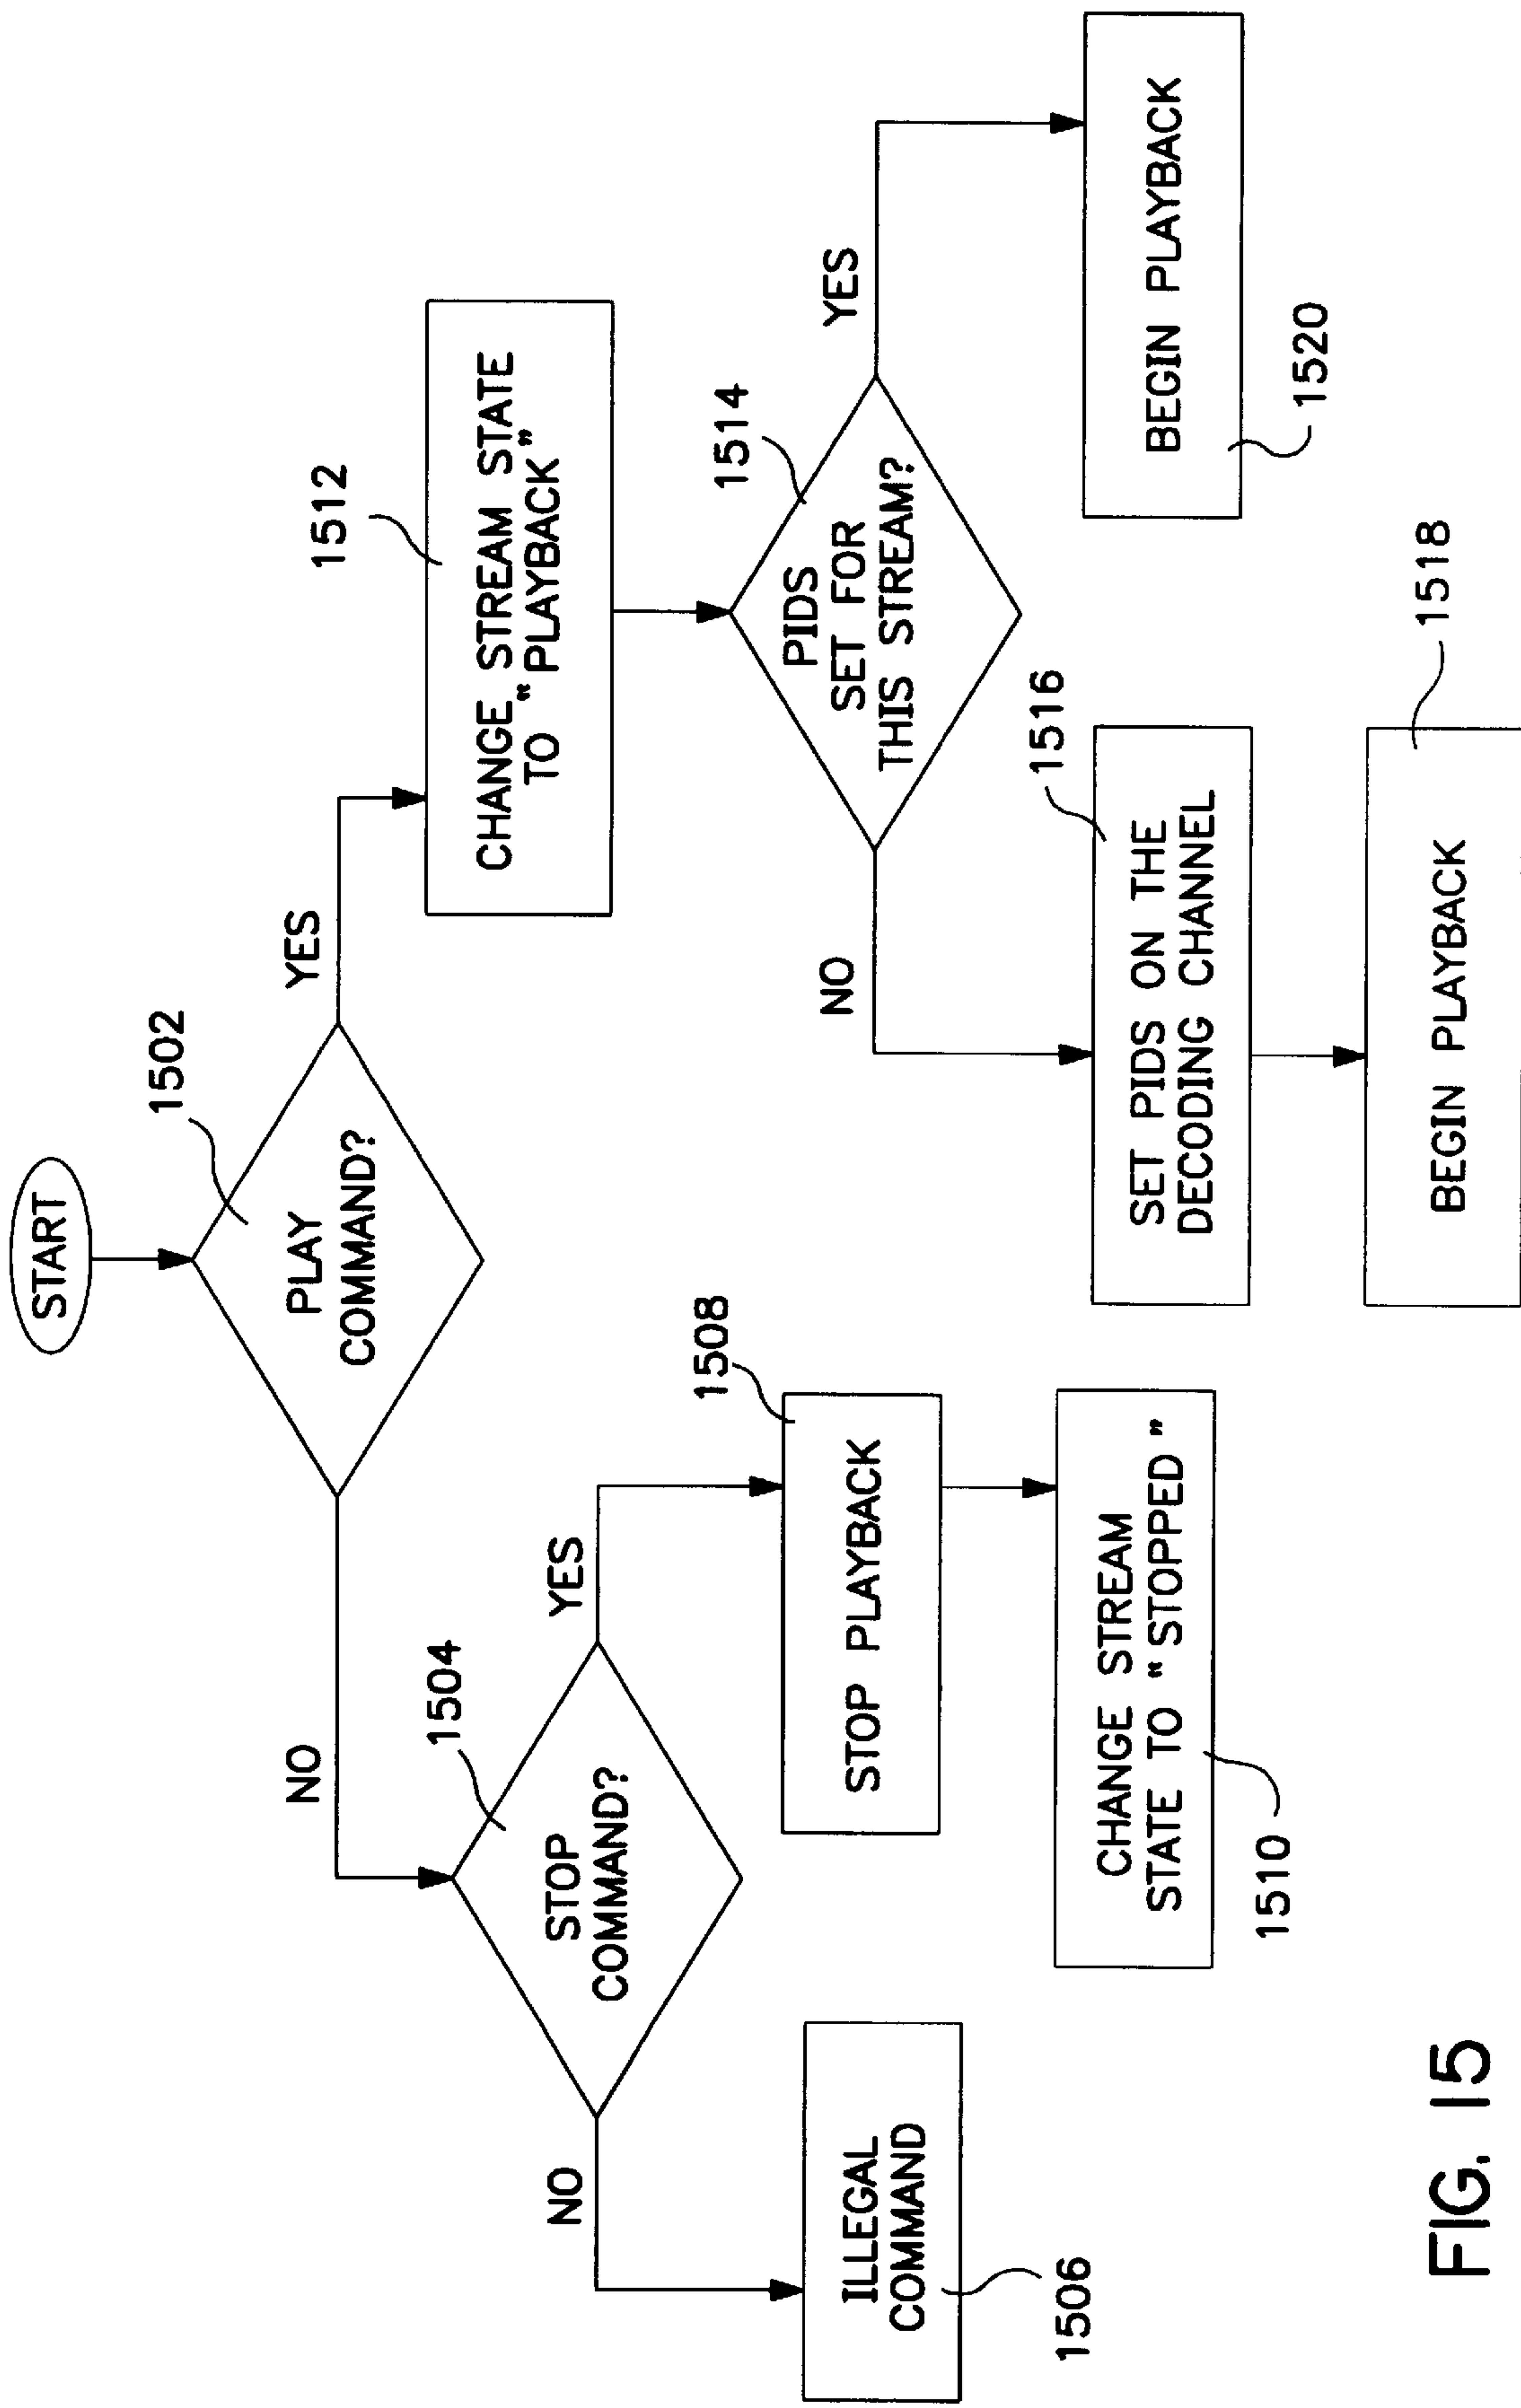 START
1502
PLAY
COMMAND?
NO
YES
1504
STOP
COMMAND?
NO
YES
1512
CHANGE STREAM STATE
TO "PLAYBACK"
1514
PIDS
SET FOR
THIS STREAM?
NO
YES
ILLEGAL
COMMAND
1506
1508
STOP PLAYBACK
CHANGE STREAM
STATE TO "STOPPED"
1510
1516
SET PIDS ON THE
DECODING CHANNEL
1518
BEGIN PLAYBACK
BEGIN PLAYBACK
1520
FIG. 15